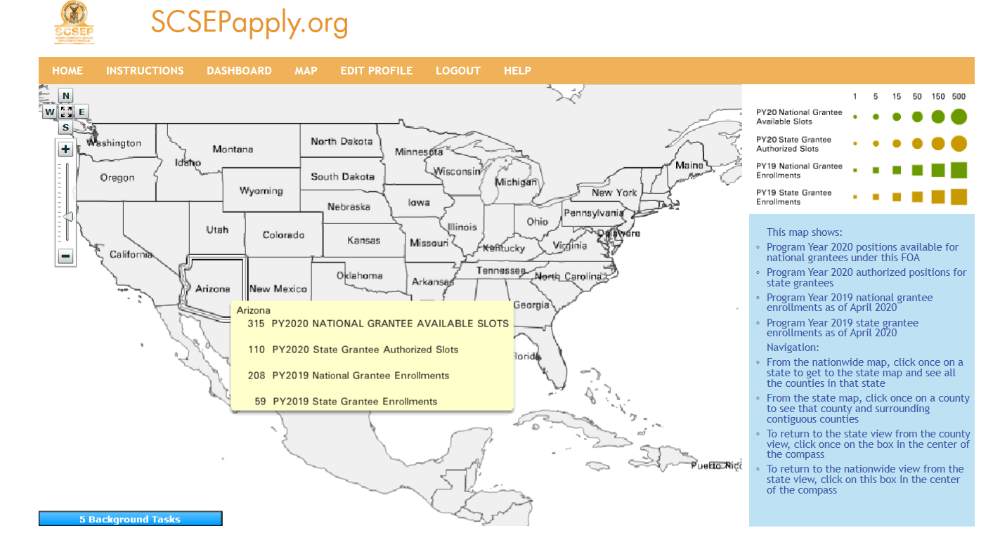 SCSEP
SENIOR COMMUNITY SERVICE
EMPLOYMENT PROGRAM
SCSEPapply.org
HOME INSTRUCTIONS DASHBOARD MAP EDIT PROFILE LOGOUT HELP
N
W E
S
Washington
Montana
North Dakota
Minnesota
Idaho
Maine
Oregon
South Dakota
Wisconsin
Michigan
Wyoming
New York
Nebraska
Iowa
Pennsylvania
Utah
Colorado
Illinois
Ohio
Delaware
Kansas
Missouri
Kentucky
Virginia
California
Oklahoma
Tennessee
North Carolina
Arizona
New Mexico
Arkansas
Georgia
Arizona
315 PY2020 NATIONAL GRANTEE AVAILABLE SLOTS
110 PY2020 State Grantee Authorized Slots
208 PY2019 National Grantee Enrollments
59 PY2019 State Grantee Enrollments
lorida
Puerto Ric
5 Background Tasks
1 5 15 50 150 500
PY20 National Grantee
Available Slots
PY20 State Grantee
Authorized Slots
PY19 National Grantee
Enrollments
PY19 State Grantee
Enrollments
This map shows:
◦ Program Year 2020 positions available for
national grantees under this FOA
◦ Program Year 2020 authorized positions for
state grantees
◦ Program Year 2019 national grantee
enrollments as of April 2020
◦ Program Year 2019 state grantee
enrollments as of April 2020
Navigation:
◦ From the nationwide map, click once on a
state to get to the state map and see all
the counties in that state
◦ From the state map, click once on a county
to see that county and surrounding
contiguous counties
◦ To return to the state view from the county
view, click once on the box in the center of
the compass
◦ To return to the nationwide view from the
state view, click on this box in the center
of the compass